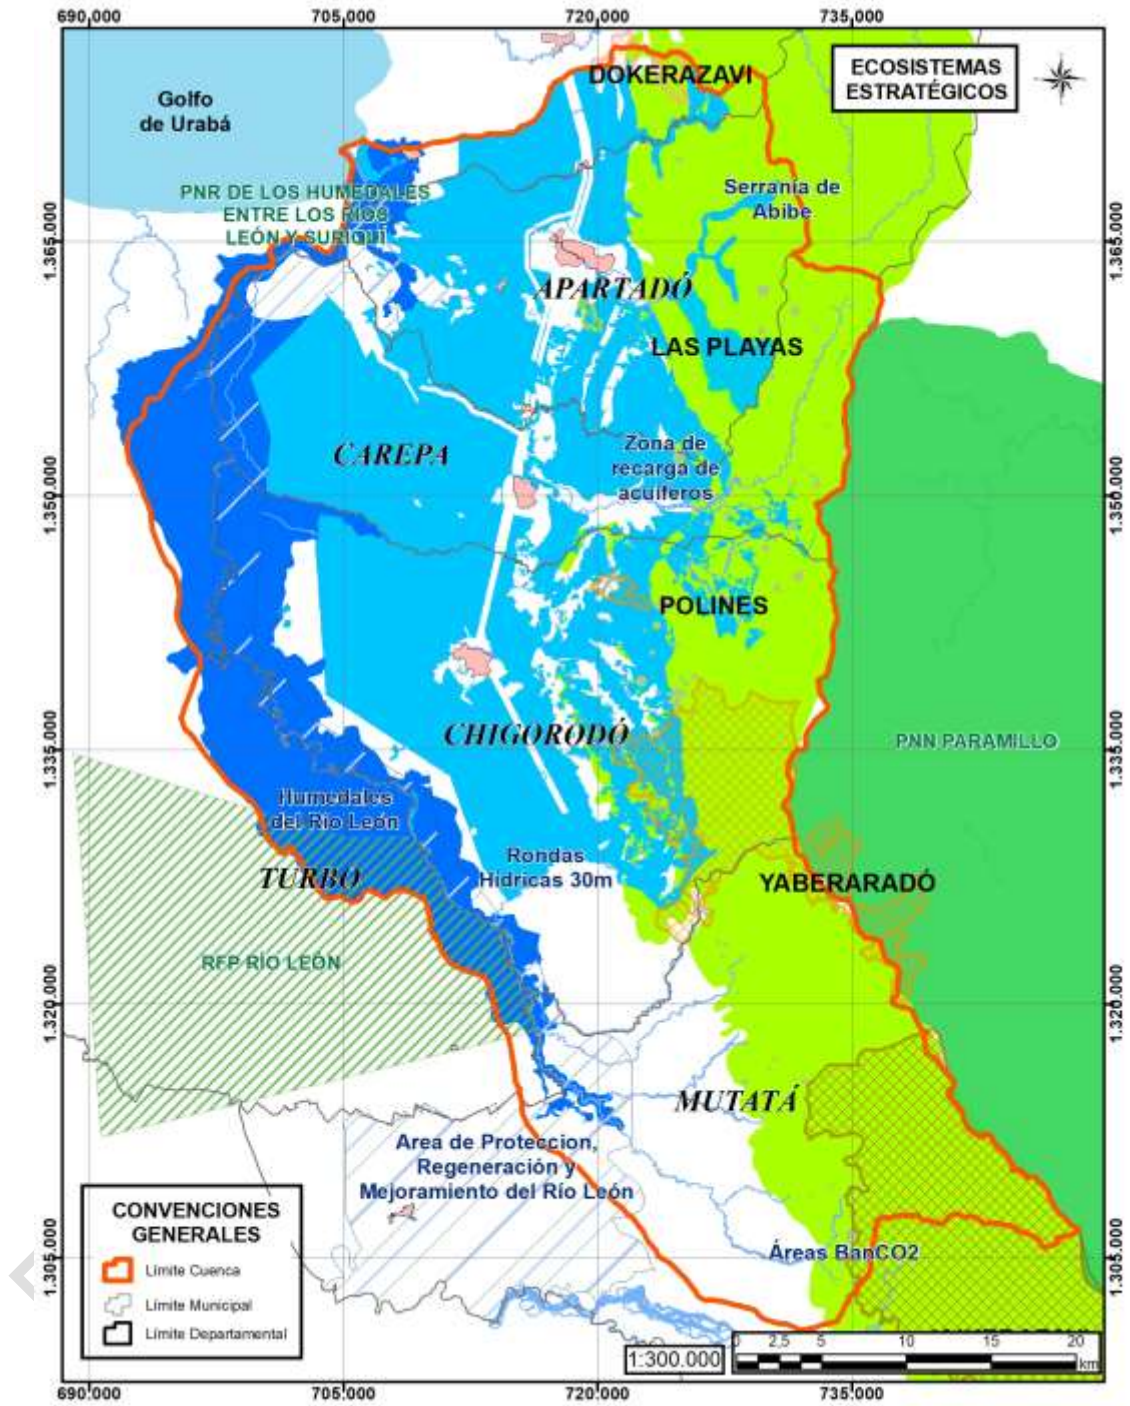 690.000 705.000 720.000 735.000
DOKERAZAVI
ECOSISTEMAS
ESTRATÉGICOS
Golfo
de Urabá
PNR DE LOS HUMEDALES
ENTRE LOS RÍOS
LEÓN Y SURIQUÍ
Serranía de
Abibe
1.365.000 1.365.000
APARTADÓ
LAS PLAYAS
CAREPA
Zona de
recarga de
acuíferos
1.350.000 1.350.000
POLINES
CHIGORODÓ
PNN PARAMILLO
1.335.000 1.335.000
Humedales
del Río León
Rondas
Hídricas 30m
TURBO
YABERARADÓ
RFP RÍO LEÓN
1.320.000 1.320.000
MUTATÁ
Area de Proteccion,
Regeneración y
Mejoramiento del Río León
Áreas BanCO2
1.305.000 1.305.000
CONVENCIONES
GENERALES
Límite Cuenca
Límite Municipal
Límite Departamental
1:300.000
0 2,5 5 10 15 20
km
690.000 705.000 720.000 735.000